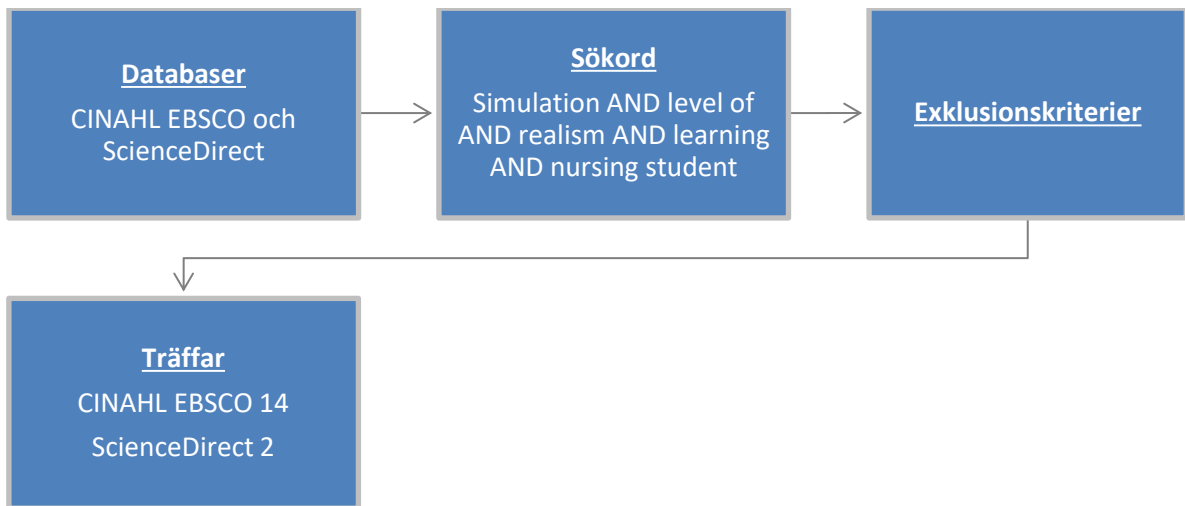 Databaser
CINAHL EBSCO och
ScienceDirect
Sökord
Simulation AND level of
AND realism AND learning
AND nursing student
Exklusionskriterier
Träffar
CINAHL EBSCO 14
ScienceDirect 2